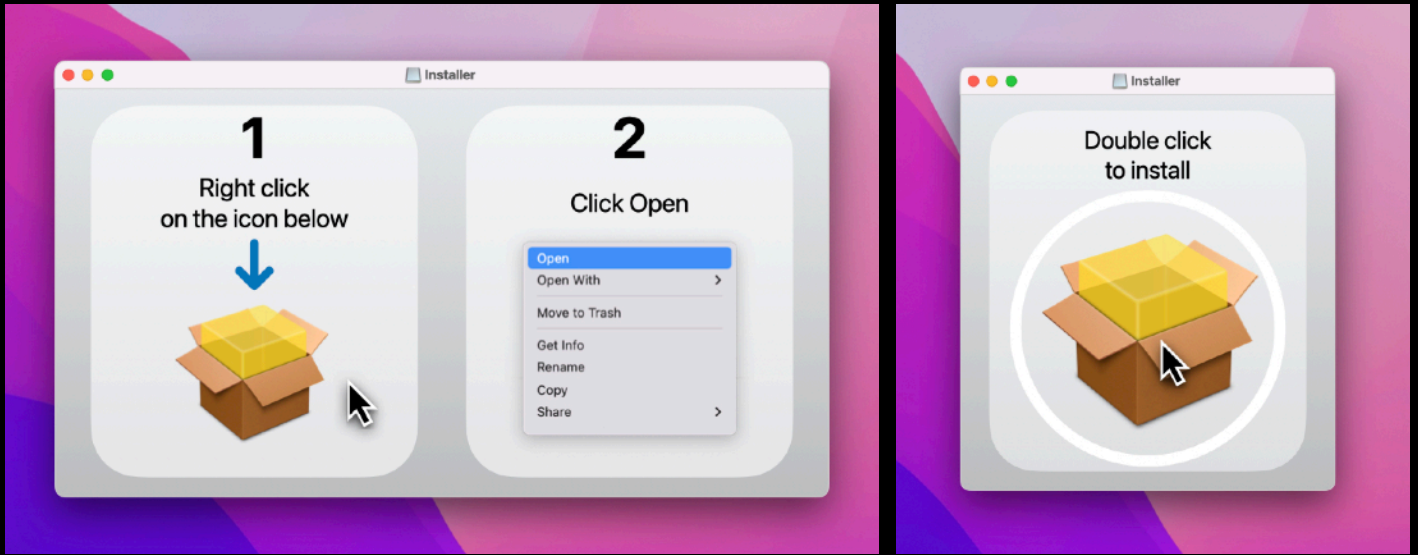 Installer
1
Right click
on the icon below
2
Click Open
Open
Open With
Move to Trash
Get Info
Rename
Copy
Share
Installer
Double click
to install